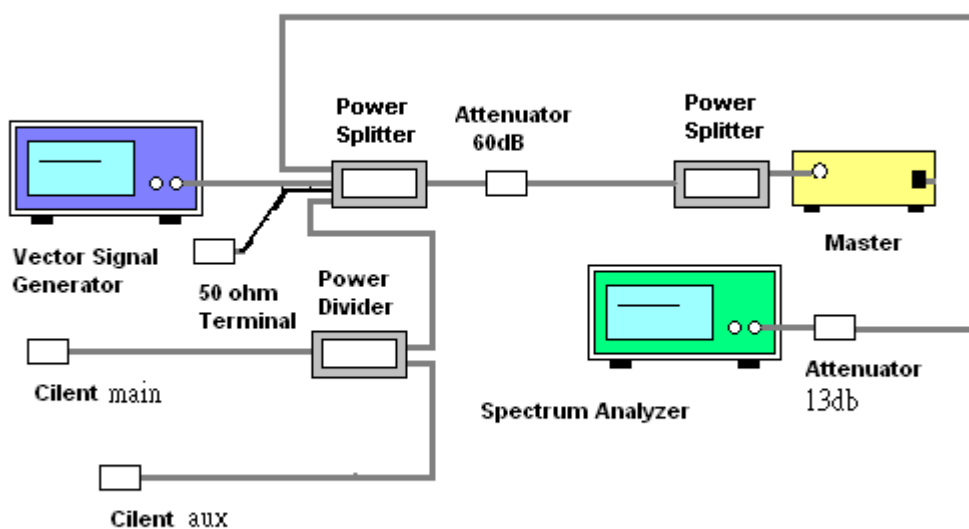 Power
Splitter
Attenuator
60dB
Power
Splitter
Vector Signal
Generator
50 ohm
Terminal
Power
Divider
Master
Cilent main
Spectrum Analyzer
Attenuator
13db
Cilent aux